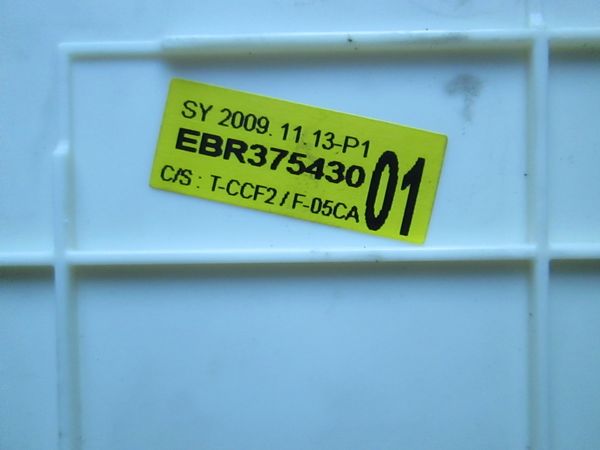 SY 2009. 11.13-P1
EBR375430
01
C/S : T-CCF2 / F-05CA